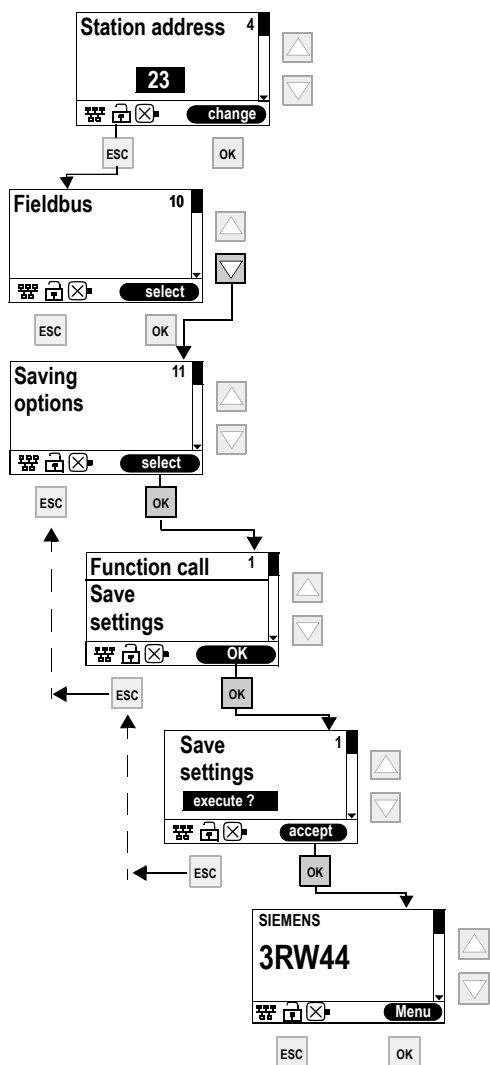 Station address 4
23
change
ESC OK
Fieldbus 10
select
ESC OK
Saving 11
options
select
ESC OK
Function call 1
Save
settings
OK
ESC OK
Save 1
settings
execute ?
accept
ESC OK
SIEMENS
3RW44
Menu
ESC OK